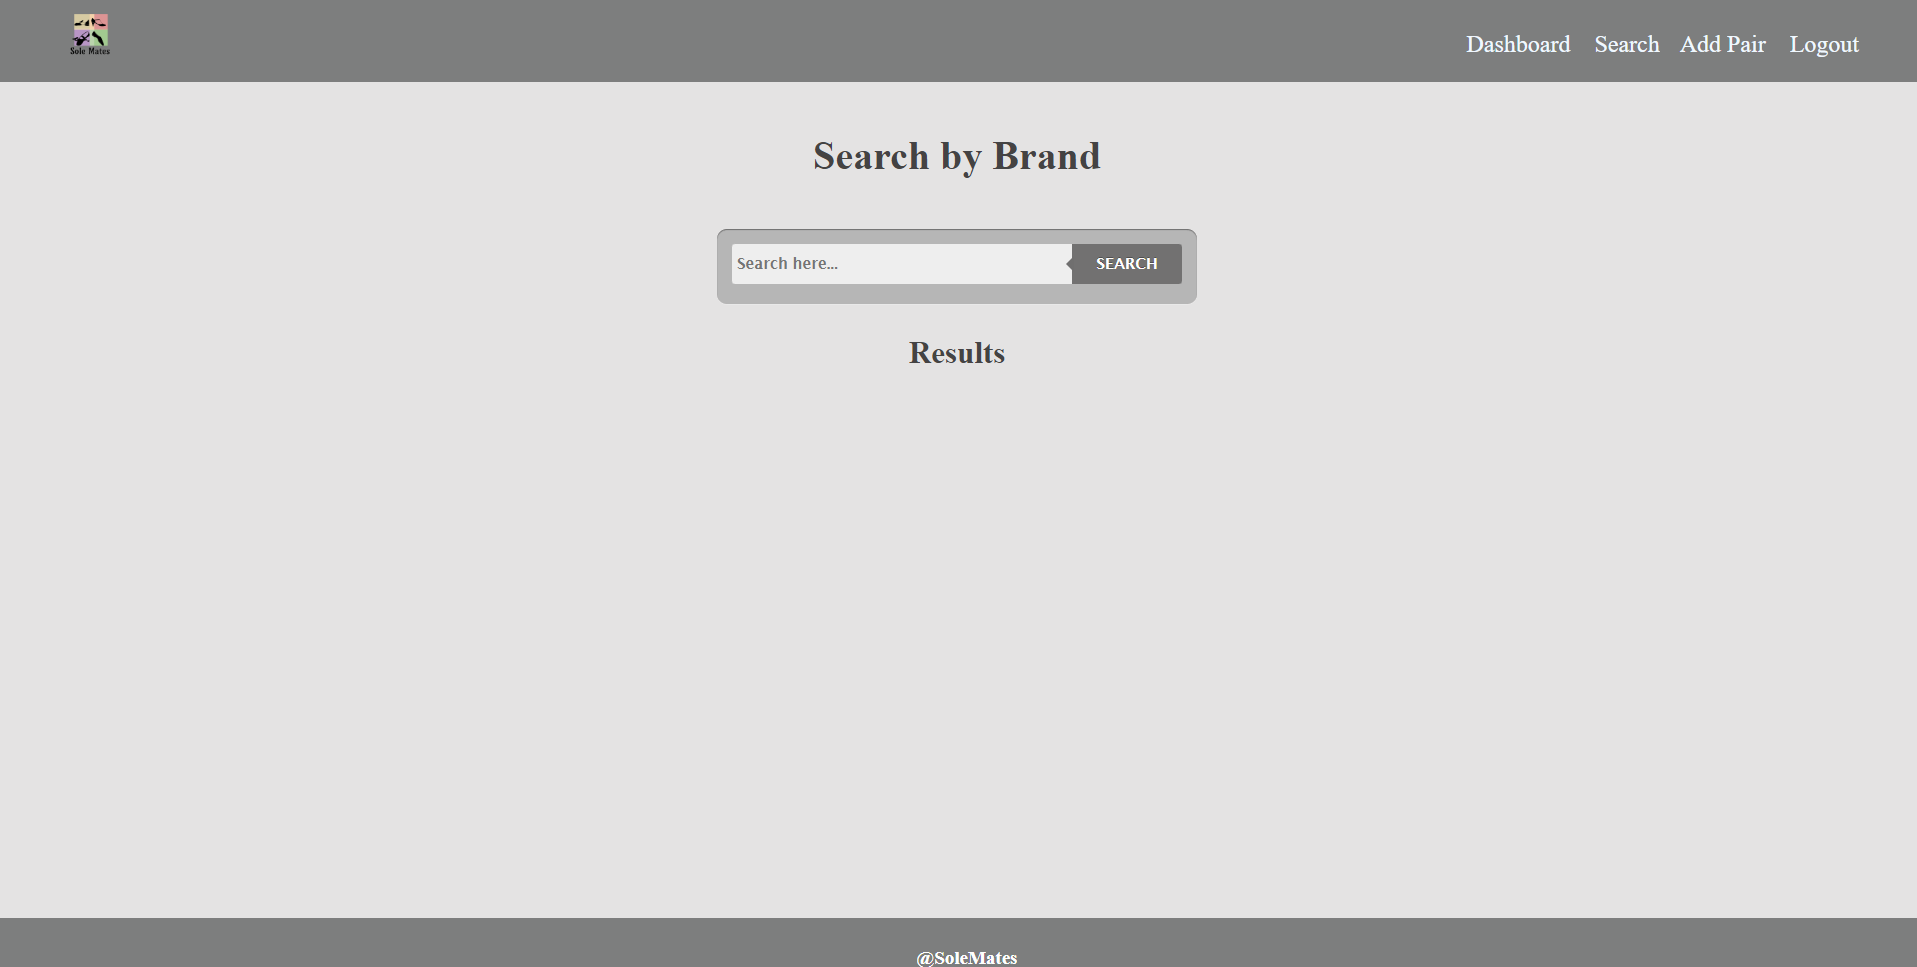 Sole Mates
Dashboard Search Add Pair Logout
Search by Brand
Search here...
SEARCH
Results
@SoleMates